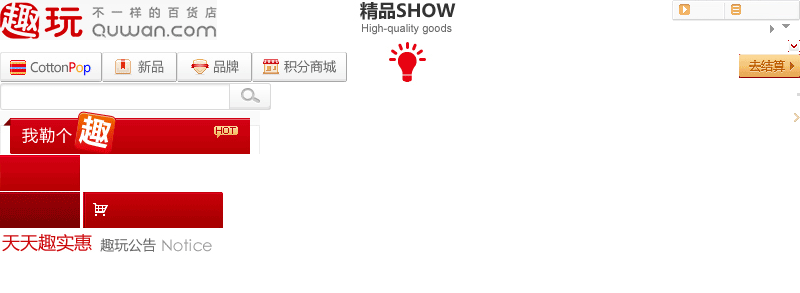 趣玩 不一样的百货店
Quwan.com
精品SHOW
High-quality goods
CottonPop 新品 品牌 积分商城
去结算
我勒个趣 HOT
天天趣实惠 趣玩公告 Notice